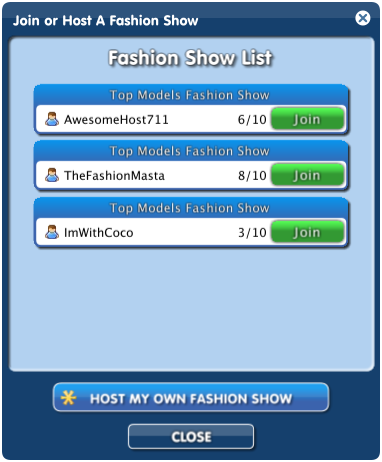 Join or Host A Fashion Show
Fashion Show List
Top Models Fashion Show
AwesomeHost711 6/10 Join
Top Models Fashion Show
TheFashionMasta 8/10 Join
Top Models Fashion Show
ImWithCoco 3/10 Join
HOST MY OWN FASHION SHOW
CLOSE